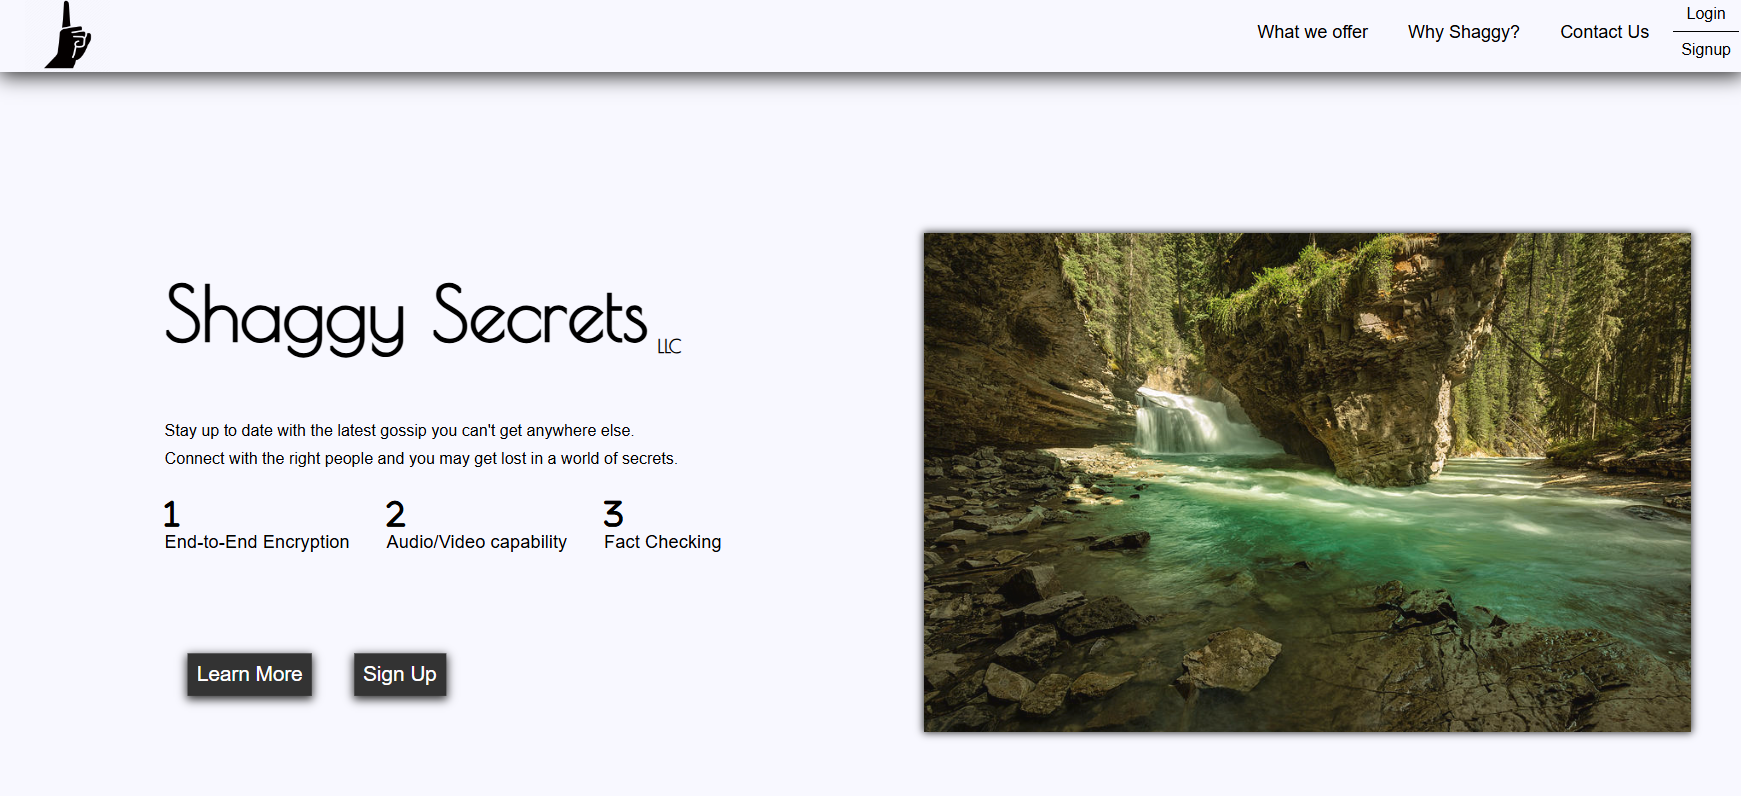 What we offer
Why Shaggy?
Contact Us
Login
Signup
Shaggy Secrets LLC
Stay up to date with the latest gossip you can't get anywhere else.
Connect with the right people and you may get lost in a world of secrets.
1
End-to-End Encryption
2
Audio/Video capability
3
Fact Checking
Learn More
Sign Up